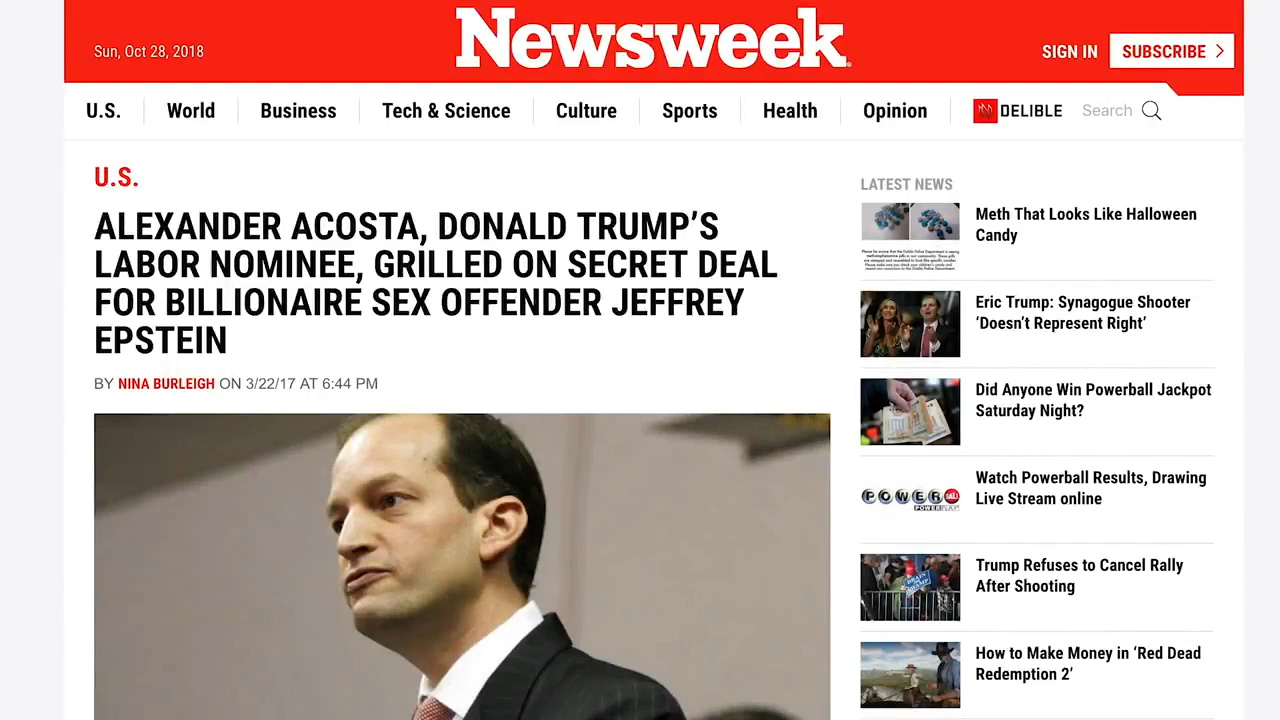 Sun, Oct 28, 2018
Newsweek
SIGN IN
SUBSCRIBE
U.S.
World
Business
Tech & Science
Culture
Sports
Health
Opinion
DELIBLE
Search
U.S.
ALEXANDER ACOSTA, DONALD TRUMP'S
LABOR NOMINEE, GRILLED ON SECRET DEAL
FOR BILLIONAIRE SEX OFFENDER JEFFREY
EPSTEIN
BY NINA BURLEIGH ON 3/22/17 AT 6:44 PM
LATEST NEWS
Meth That Looks Like Halloween
Candy
Eric Trump: Synagogue Shooter
‘Doesn’t Represent Right’
Did Anyone Win Powerball Jackpot
Saturday Night?
Watch Powerball Results, Drawing
Live Stream online
POWERBALL
POWERPLAY
Trump Refuses to Cancel Rally
After Shooting
How to Make Money in ‘Red Dead
Redemption 2’